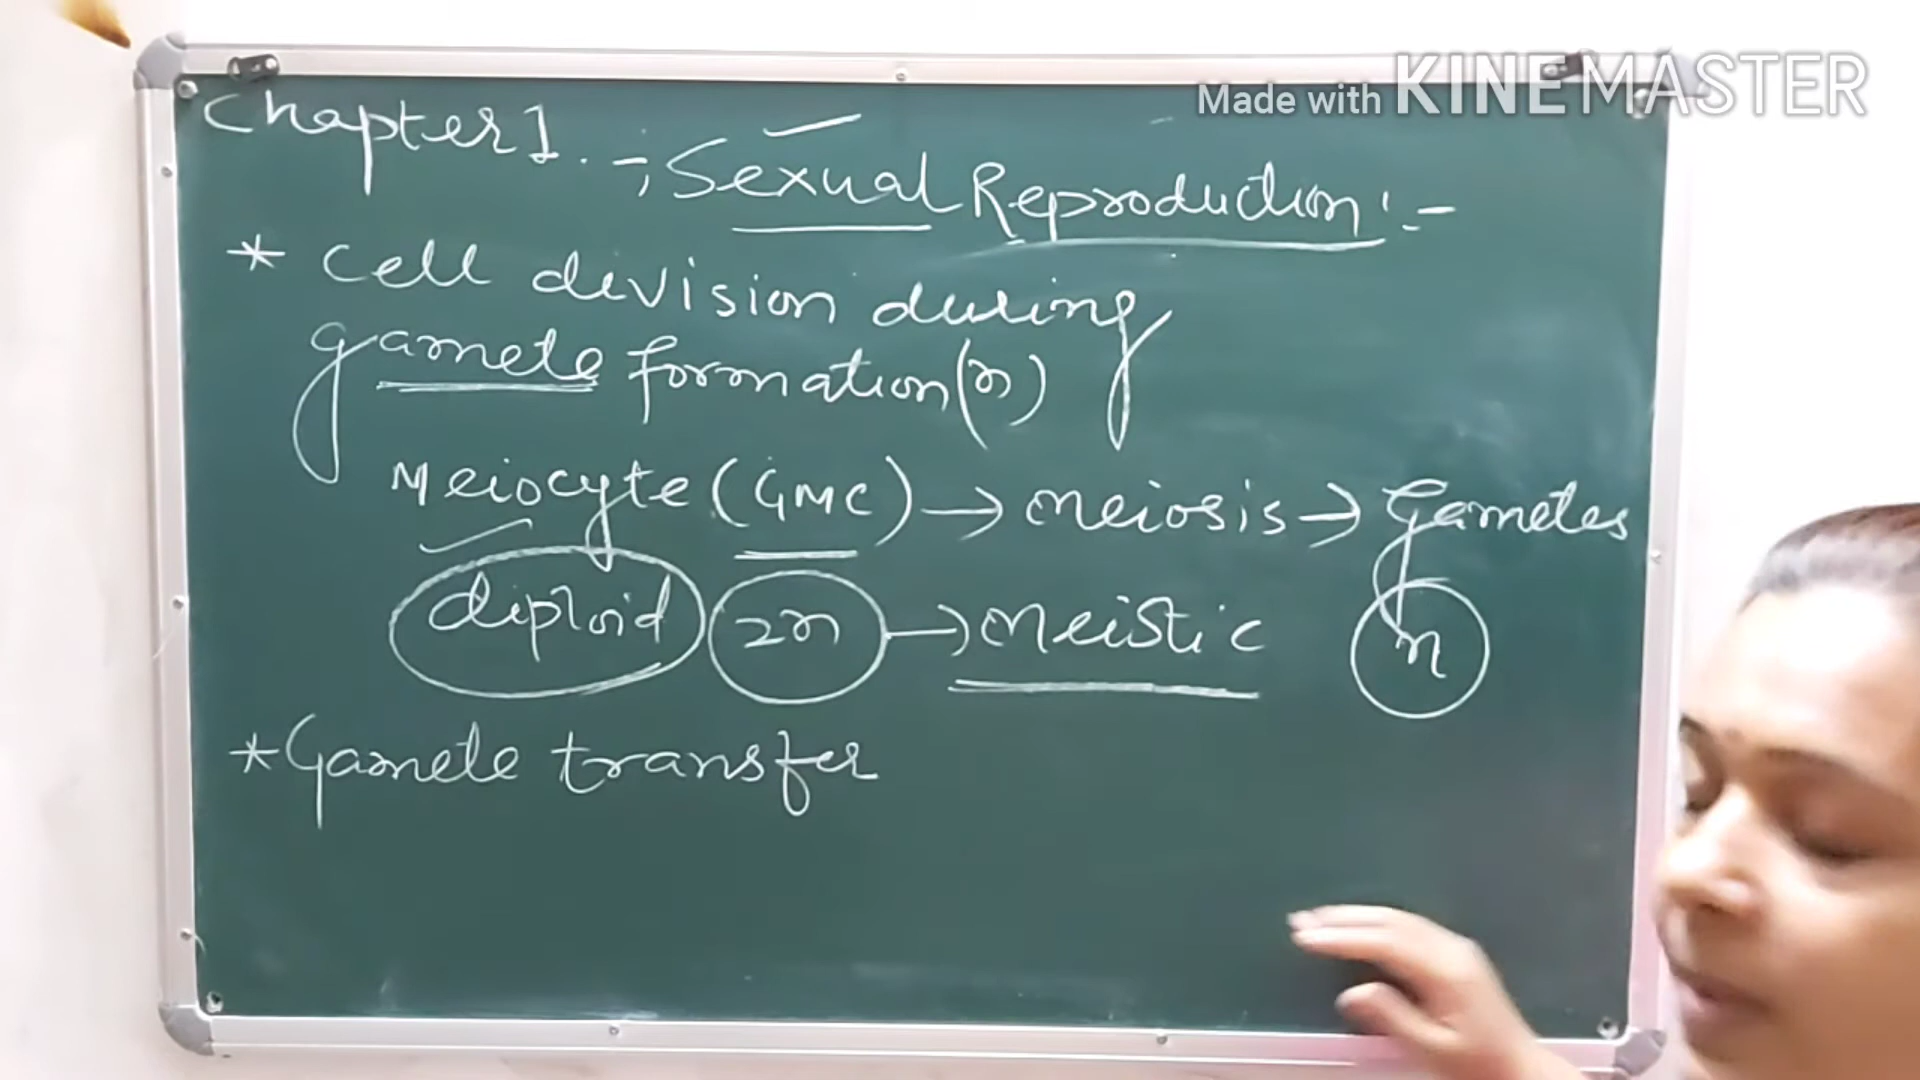 Made with KINEMASTER
Chapter 1. -; Sexual Reproduction :-
* Cell division during
gamete formation (n)
Meiocyte (GMC) → meiosis → Gametes
diploid 2n → meistic n
* Gamete transfer